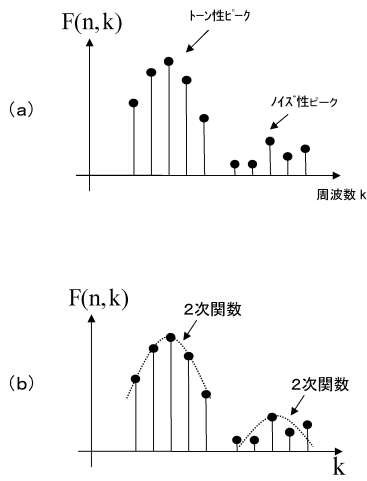 F(n,k)
ﾄｰﾝ性ﾋﾟｰｸ
ﾉｲｽﾞ性ﾋﾟｰｸ
(a)
周波数 k
F(n,k)
２次関数
２次関数
(b)
k